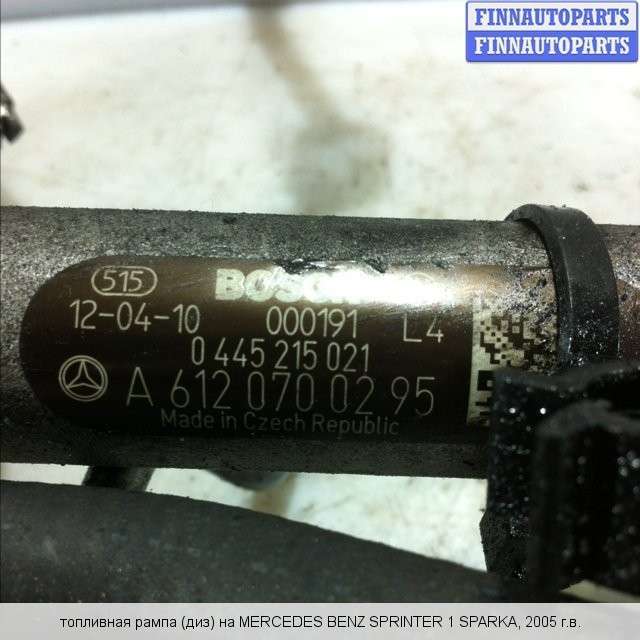 FINNAUTOPARTS
FINNAUTOPARTS
515
BOSCH
12-04-10 000191 L4
0 445 215 021
A 612 070 02 95
Made in Czech Republic
топливная рампа (диз) на MERCEDES BENZ SPRINTER 1 SPARKA, 2005 г.в.